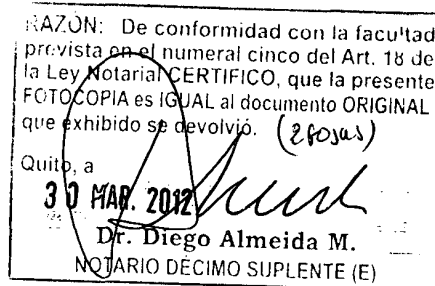 RAZÓN: De conformidad con la facultad
prevista en el numeral cinco del Art. 18 de
la Ley Notarial CERTIFICO, que la presente
FOTOCOPIA es IGUAL al documento ORIGINAL
que exhibido se devolvió. (2 fojas)
Quito, a
30 MAR. 2012
Dr. Diego Almeida M.
NOTARIO DÉCIMO SUPLENTE (E)